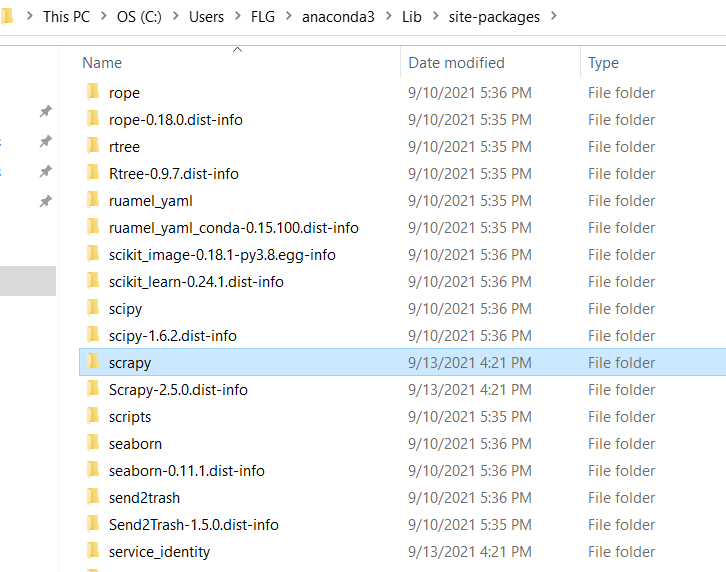 This PC > OS (C:) > Users > FLG > anaconda3 > Lib > site-packages >
Name Date modified Type
rope 9/10/2021 5:36 PM File folder
rope-0.18.0.dist-info 9/10/2021 5:35 PM File folder
rtree 9/10/2021 5:35 PM File folder
Rtree-0.9.7.dist-info 9/10/2021 5:35 PM File folder
ruamel_yaml 9/10/2021 5:36 PM File folder
ruamel_yaml_conda-0.15.100.dist-info 9/10/2021 5:35 PM File folder
scikit_image-0.18.1-py3.8.egg-info 9/10/2021 5:36 PM File folder
scikit_learn-0.24.1.dist-info 9/10/2021 5:35 PM File folder
scipy 9/10/2021 5:36 PM File folder
scipy-1.6.2.dist-info 9/10/2021 5:36 PM File folder
scrapy 9/13/2021 4:21 PM File folder
Scrapy-2.5.0.dist-info 9/13/2021 4:21 PM File folder
scripts 9/10/2021 5:35 PM File folder
seaborn 9/10/2021 5:36 PM File folder
seaborn-0.11.1.dist-info 9/10/2021 5:35 PM File folder
send2trash 9/10/2021 5:36 PM File folder
Send2Trash-1.5.0.dist-info 9/10/2021 5:35 PM File folder
service_identity 9/13/2021 4:21 PM File folder